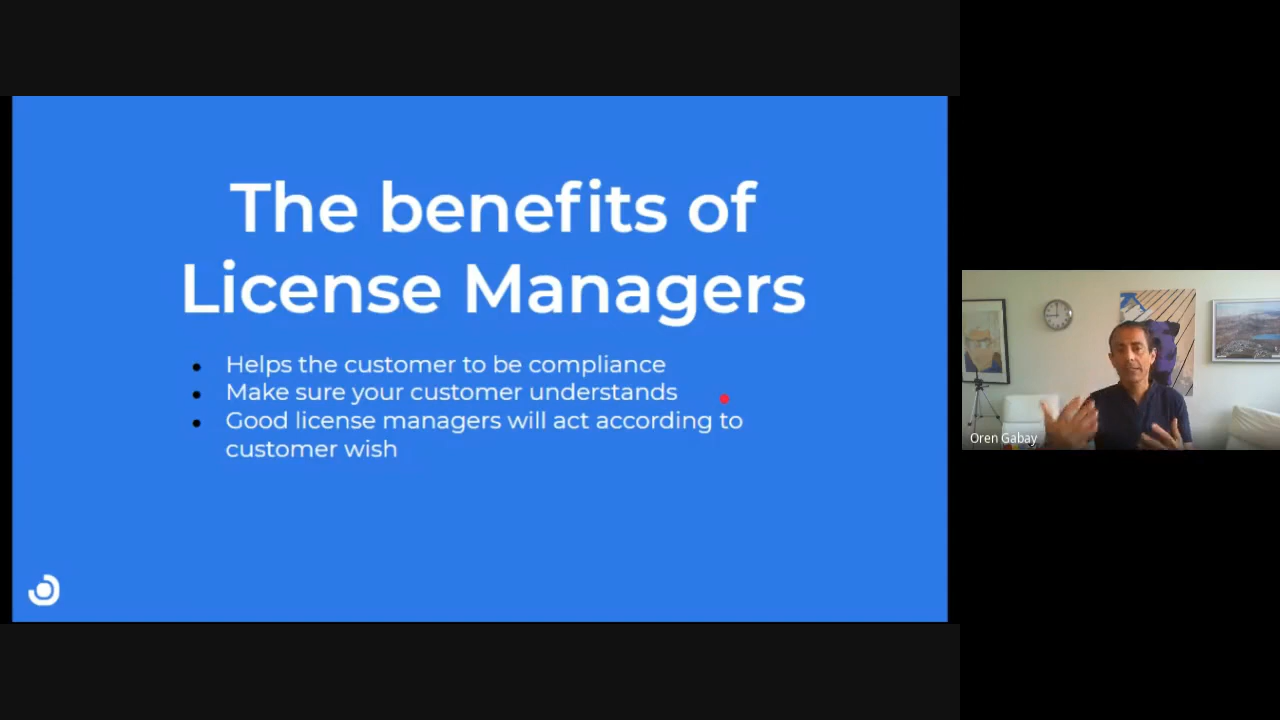 The benefits of
License Managers
Helps the customer to be compliance
Make sure your customer understands
Good license managers will act according to
customer wish
Oren Gabay